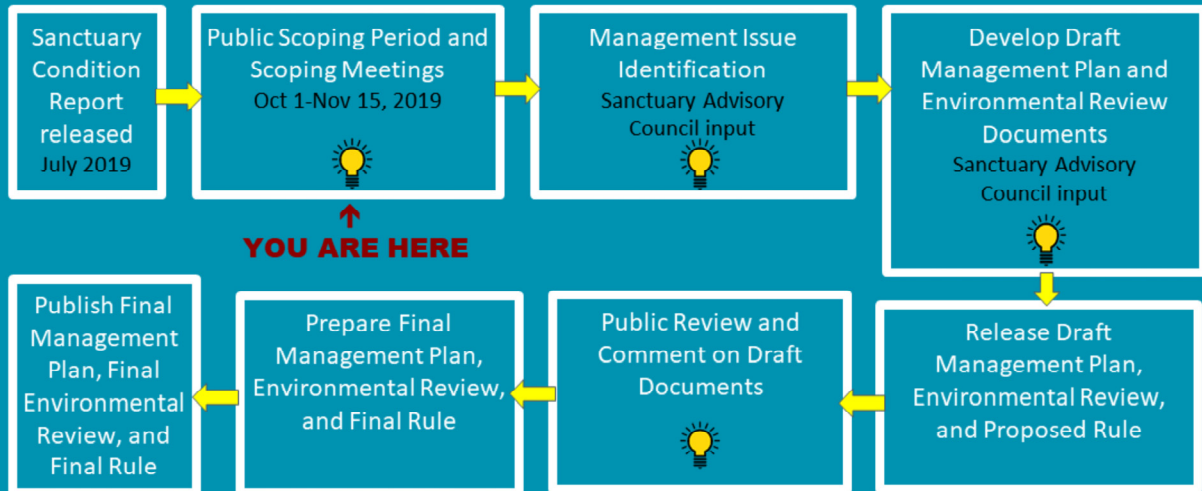 Sanctuary
Condition
Report
released
July 2019
Public Scoping Period and
Scoping Meetings
Oct 1-Nov 15, 2019
Management Issue
Identification
Sanctuary Advisory
Council input
Develop Draft
Management Plan and
Environmental Review
Documents
Sanctuary Advisory
Council input
YOU ARE HERE
Release Draft
Management Plan,
Environmental Review,
and Proposed Rule
Public Review and
Comment on Draft
Documents
Prepare Final
Management Plan,
Environmental Review,
and Final Rule
Publish Final
Management
Plan, Final
Environmental
Review, and
Final Rule